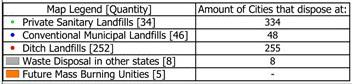 Map Legend [Quantity] Amount of Cities that dispose at:
Private Sanitary Landfills [34] 334
Conventional Municipal Landfills [46] 48
Ditch Landfills [252] 255
Waste Disposal in other states [8] 8
Future Mass Burning Unities [5] -